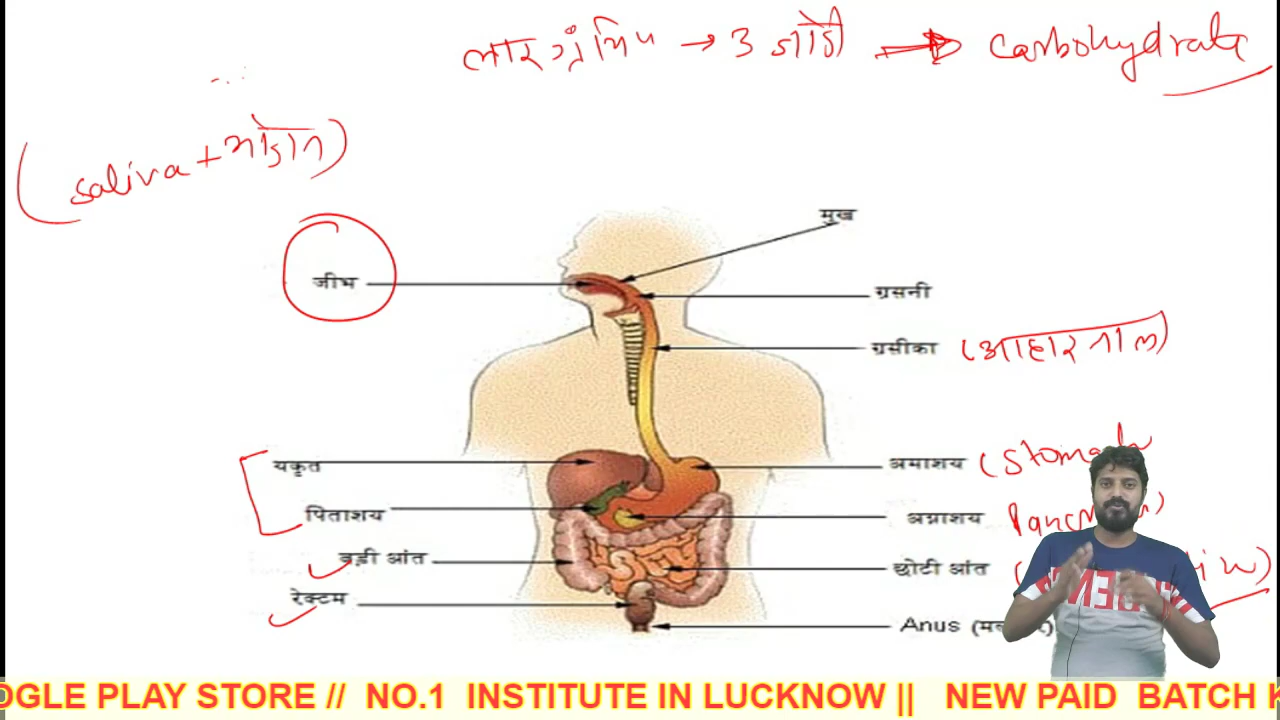 लार ग्रंथि → 3 जोड़ी → carbohydrate
(saliva + भोजन)
मुख
जीभ
ग्रसनी
ग्रसीका (आहार नाल)
यकृत
अमाशय (stomach
पिताशय
अग्नाशय
बड़ी आंत
छोटी आंत
रेक्टम
Anus
OGLE PLAY STORE // NO.1 INSTITUTE IN LUCKNOW || NEW PAID BATCH